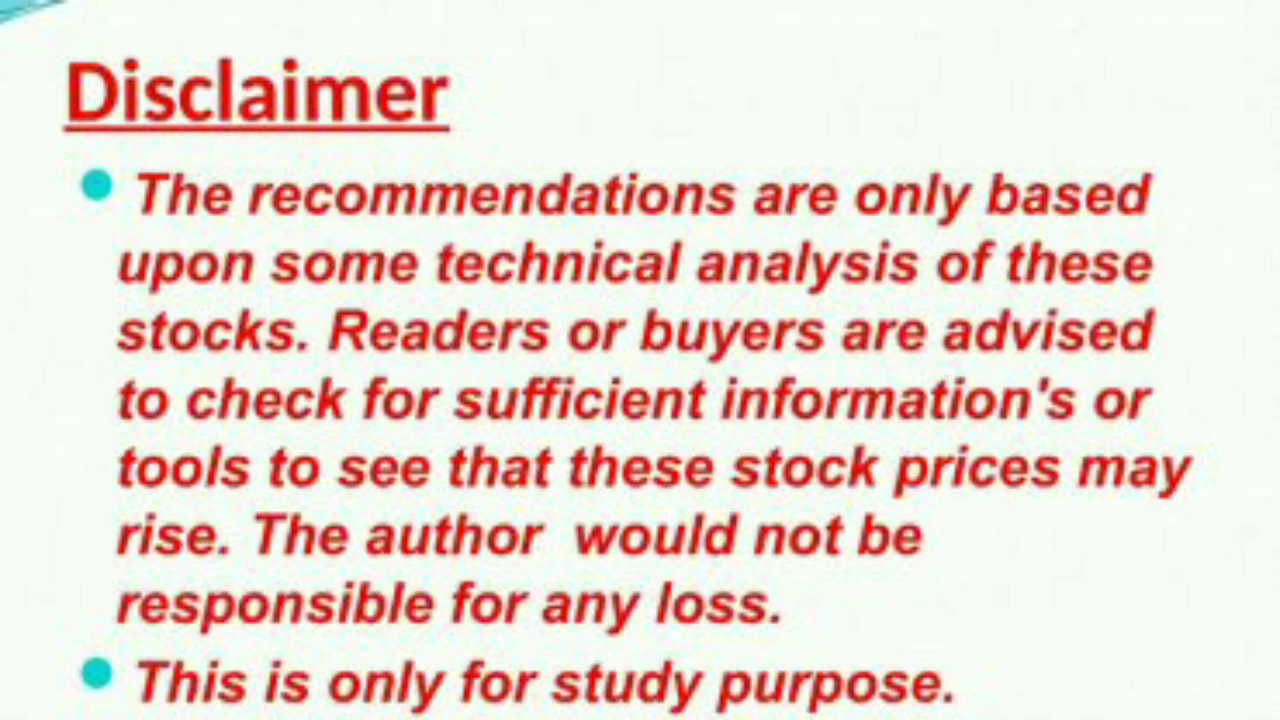 Disclaimer
The recommendations are only based
upon some technical analysis of these
stocks. Readers or buyers are advised
to check for sufficient information's or
tools to see that these stock prices may
rise. The author  would not be
responsible for any loss.
This is only for study purpose.